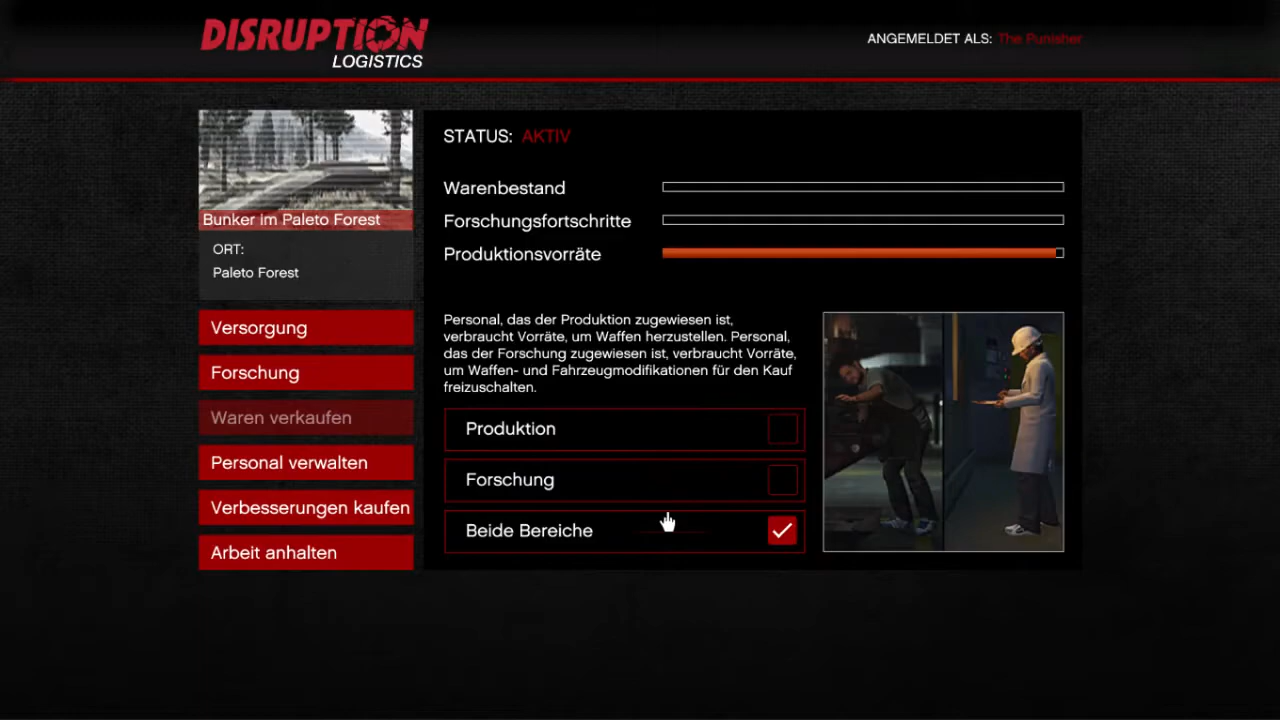 DISRUPTION
LOGISTICS
ANGEMELDET ALS: The Punisher
Bunker im Paleto Forest
ORT:
Paleto Forest
Versorgung
Forschung
Waren verkaufen
Personal verwalten
Verbesserungen kaufen
Arbeit anhalten
STATUS: AKTIV
Warenbestand
Forschungsfortschritte
Produktionsvorräte
Personal, das der Produktion zugewiesen ist,
verbraucht Vorräte, um Waffen herzustellen. Personal,
das der Forschung zugewiesen ist, verbraucht Vorräte,
um Waffen- und Fahrzeugmodifikationen für den Kauf
freizuschalten.
Produktion
Forschung
Beide Bereiche